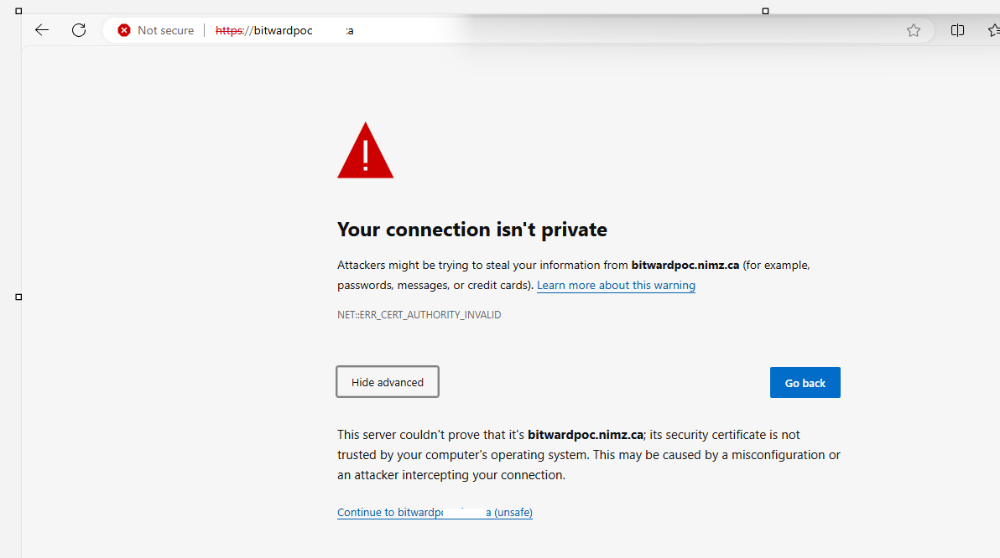 Not secure https://bitwardpoc :a
!
Your connection isn't private
Attackers might be trying to steal your information from bitwardpoc.nimz.ca (for example,
passwords, messages, or credit cards). Learn more about this warning
NET::ERR_CERT_AUTHORITY_INVALID
Hide advanced Go back
This server couldn't prove that it's bitwardpoc.nimz.ca; its security certificate is not
trusted by your computer's operating system. This may be caused by a misconfiguration or
an attacker intercepting your connection.
Continue to bitwardpo a (unsafe)